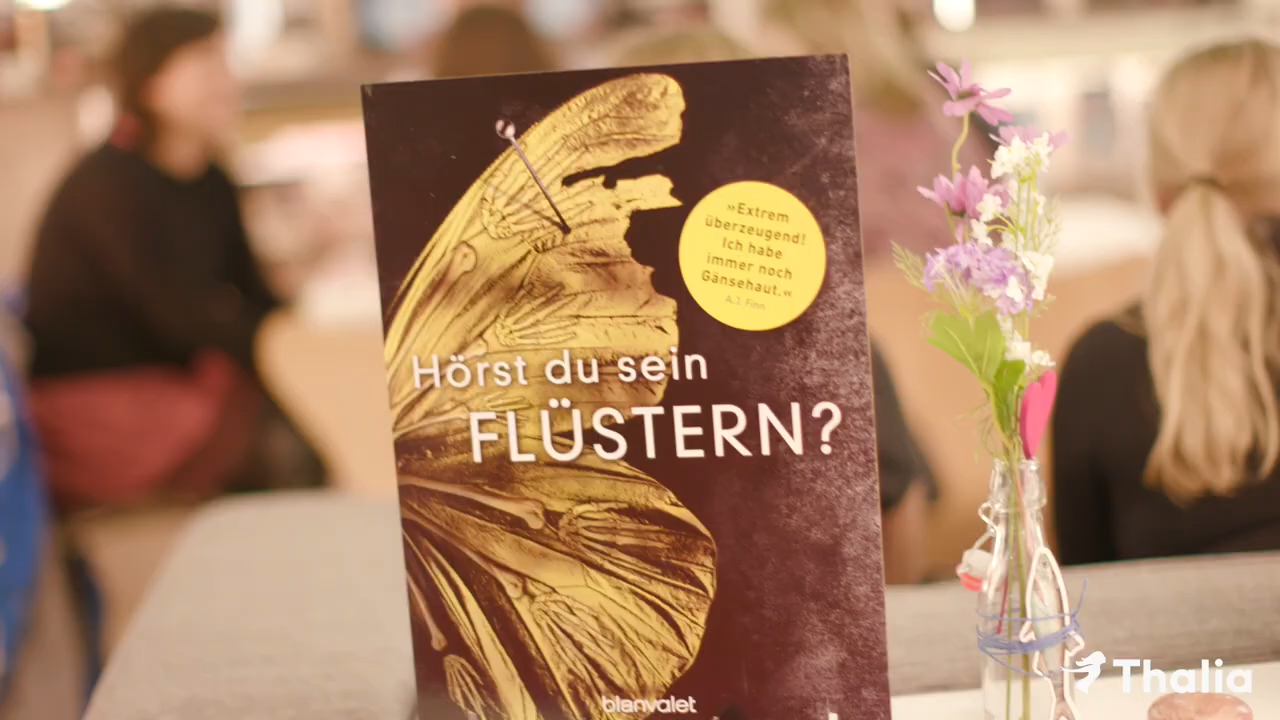 »Extrem
überzeugend!
Ich habe
immer noch
Gänsehaut.«
A.J. Finn
Hörst du sein
FLÜSTERN?
blanvalet
Thalia